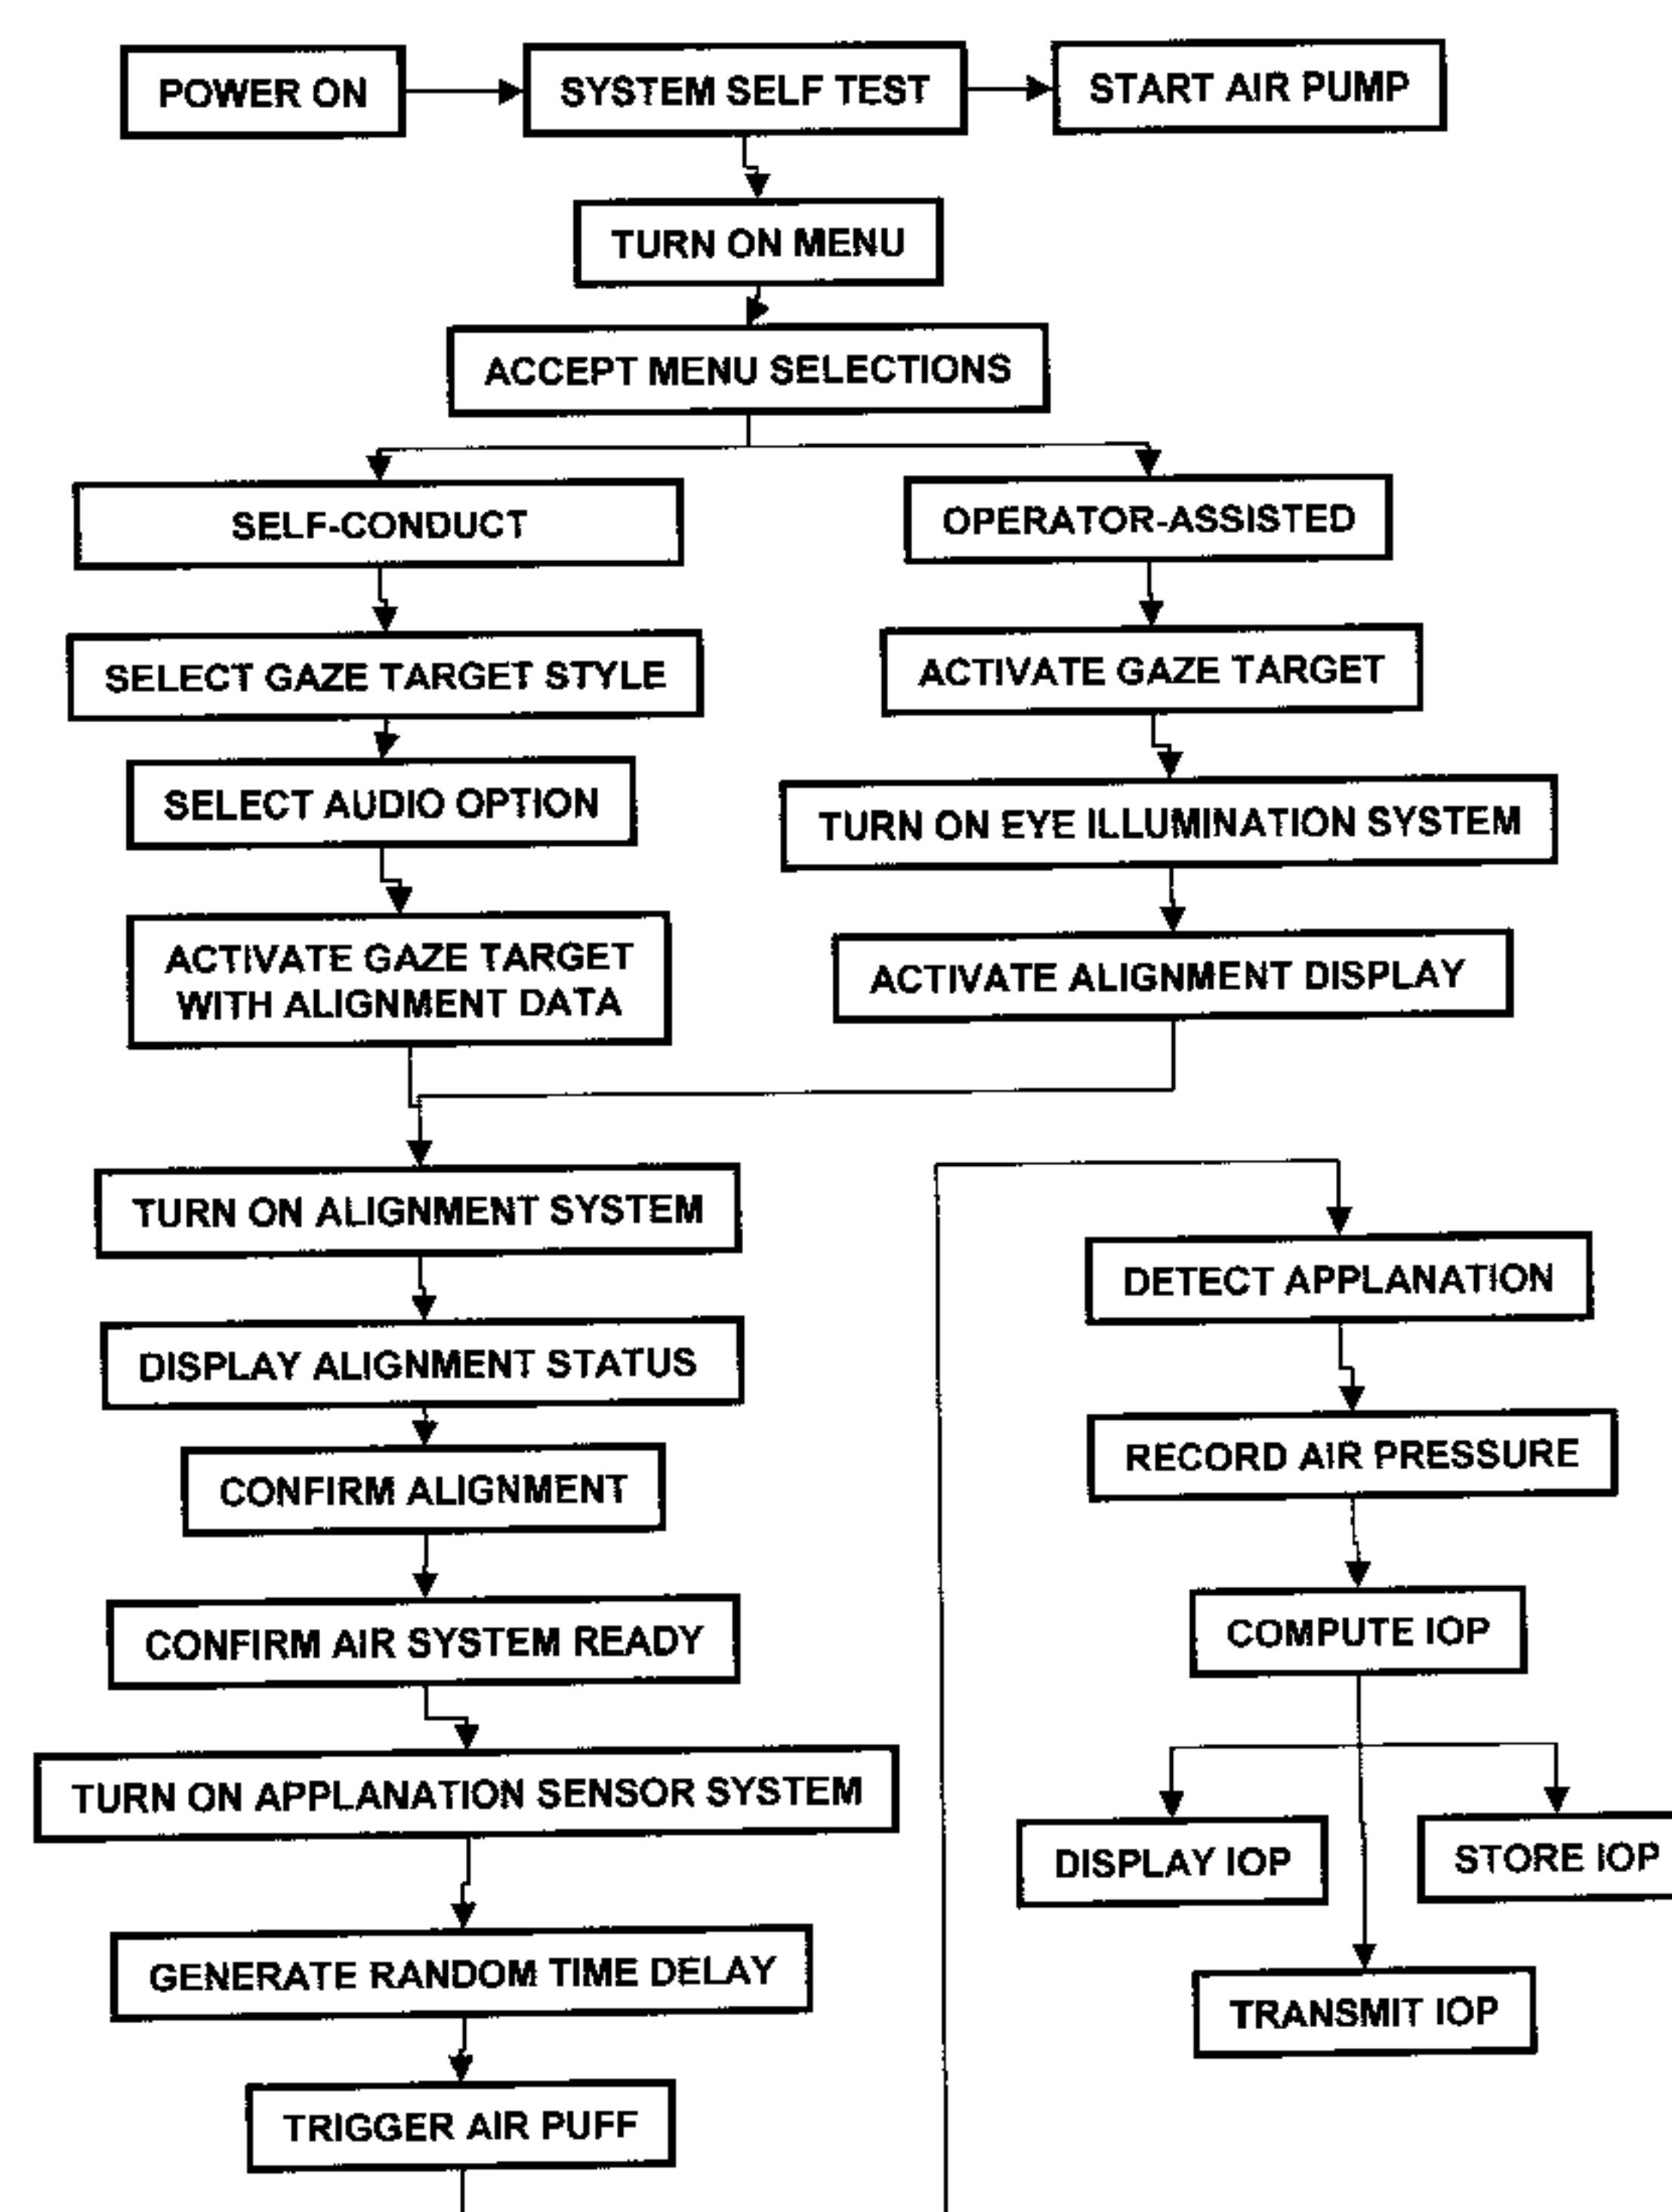 POWER ON
SYSTEM SELF TEST
START AIR PUMP
TURN ON MENU
ACCEPT MENU SELECTIONS
SELF-CONDUCT
OPERATOR-ASSISTED
SELECT GAZE TARGET STYLE
ACTIVATE GAZE TARGET
SELECT AUDIO OPTION
TURN ON EYE ILLUMINATION SYSTEM
ACTIVATE GAZE TARGET
WITH ALIGNMENT DATA
ACTIVATE ALIGNMENT DISPLAY
TURN ON ALIGNMENT SYSTEM
DISPLAY ALIGNMENT STATUS
CONFIRM ALIGNMENT
CONFIRM AIR SYSTEM READY
TURN ON APPLANATION SENSOR SYSTEM
GENERATE RANDOM TIME DELAY
TRIGGER AIR PUFF
DETECT APPLANATION
RECORD AIR PRESSURE
COMPUTE IOP
DISPLAY IOP
STORE IOP
TRANSMIT IOP